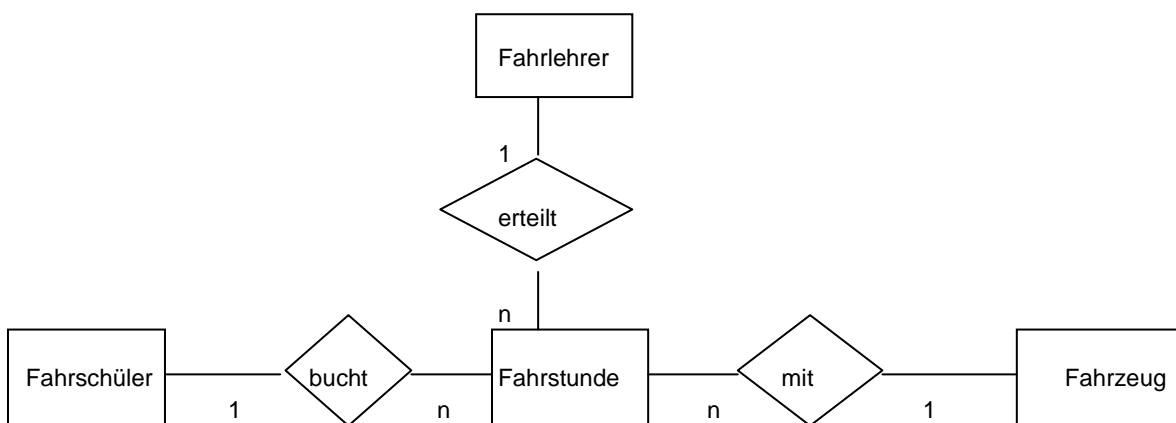 Fahrlehrer
1
erteilt
n
Fahrschüler
bucht
Fahrstunde
mit
Fahrzeug
1
n
n
1